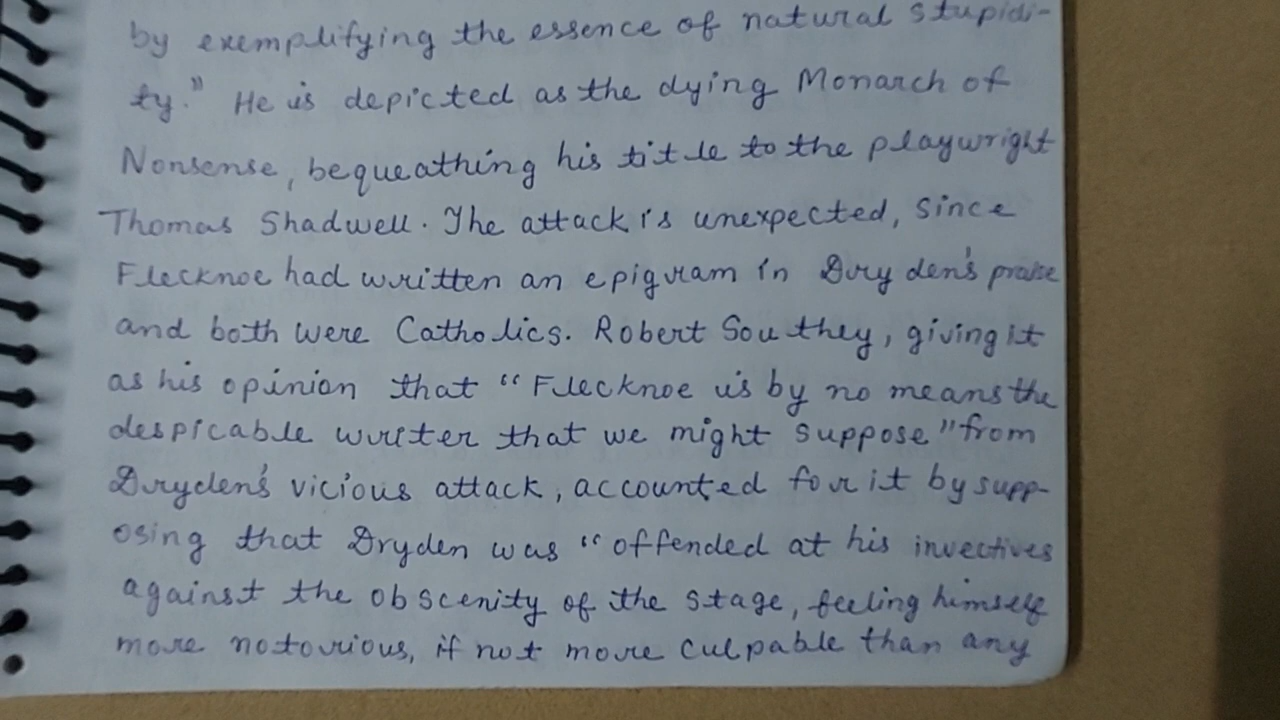 by exemplifying the essence of natural stupidi-
ty." He is depicted as the dying Monarch of
Nonsense, bequeathing his title to the playwright
Thomas Shadwell. The attack is unexpected, since
Flecknoe had written an epigram in Dryden's praise
and both were Catholics. Robert Southey, giving it
as his opinion that "Flecknoe is by no means the
despicable writer that we might suppose" from
Dryden's vicious attack, accounted for it by supp-
osing that Dryden was "offended at his invectives
against the obscenity of the stage, feeling himself
more notorious, if not more culpable than any